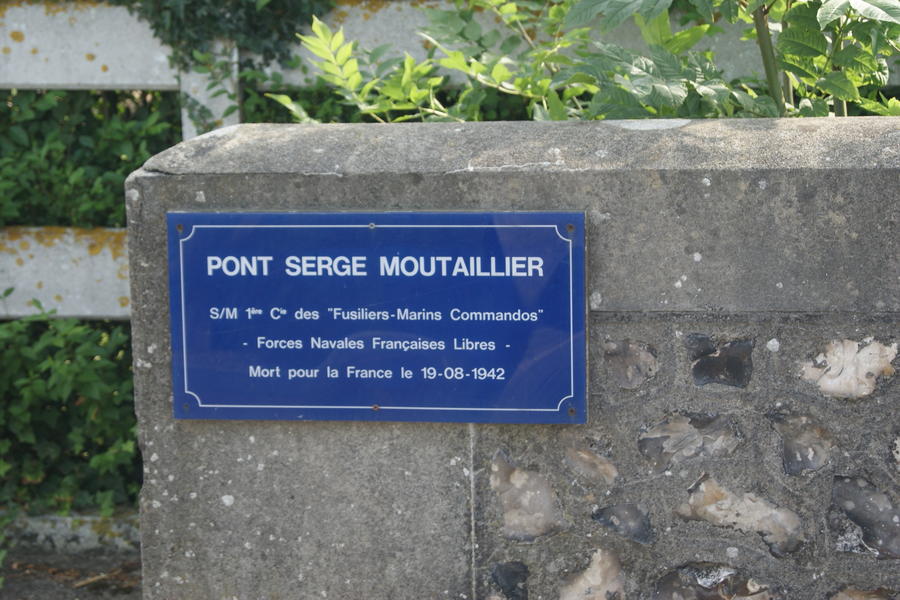 PONT SERGE MOUTAILLIER
S/M 1ère Cie des "Fusiliers-Marins Commandos"
- Forces Navales Françaises Libres -
Mort pour la France le 19-08-1942